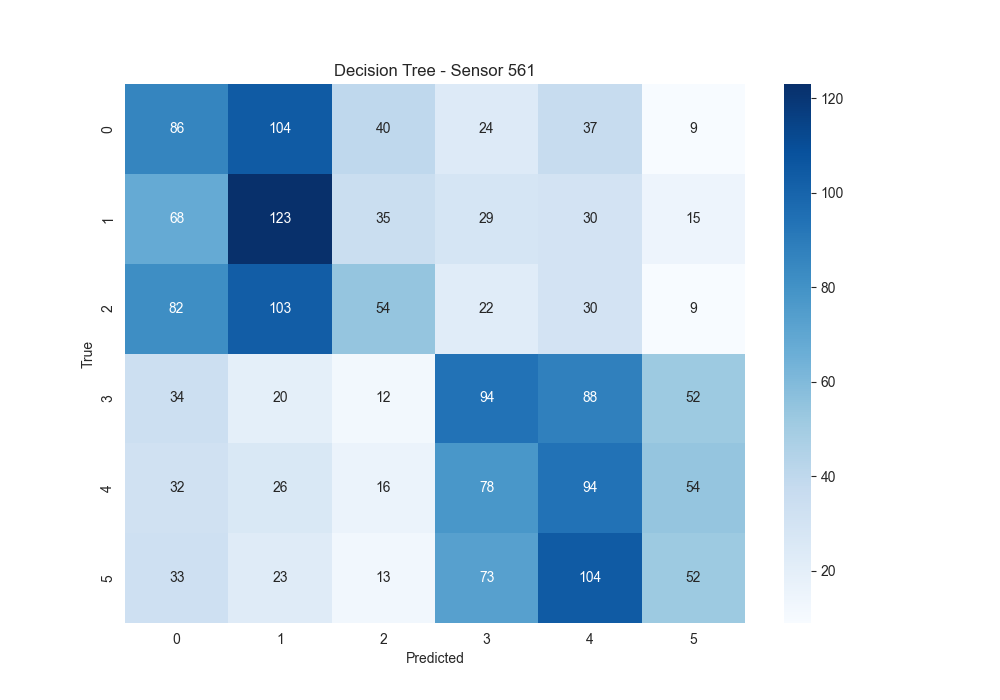 Decision Tree - Sensor 561
True
0 86 104 40 24 37 9
1 68 123 35 29 30 15
2 82 103 54 22 30 9
3 34 20 12 94 88 52
4 32 26 16 78 94 54
5 33 23 13 73 104 52
0 1 2 3 4 5
Predicted
120
100
80
60
40
20